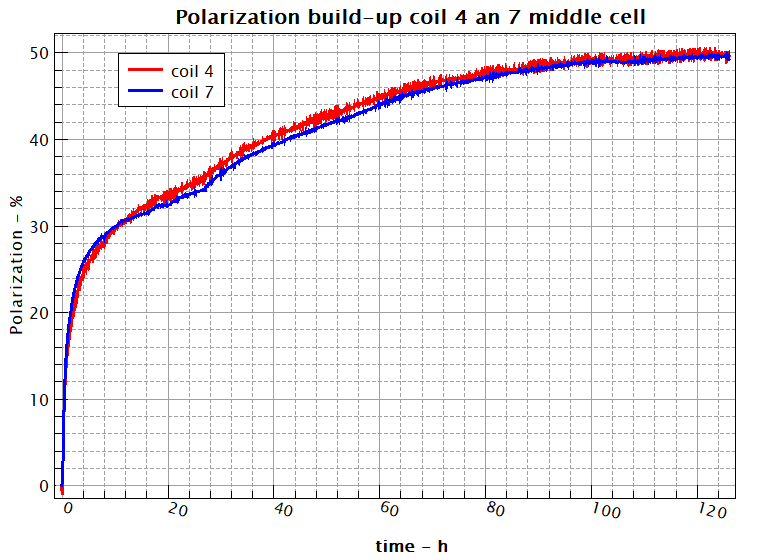 Polarization build-up coil 4 an 7 middle cell
coil 4
coil 7
50
40
30
20
10
0
Polarization - %
0 20 40 60 80 100 120
time - h